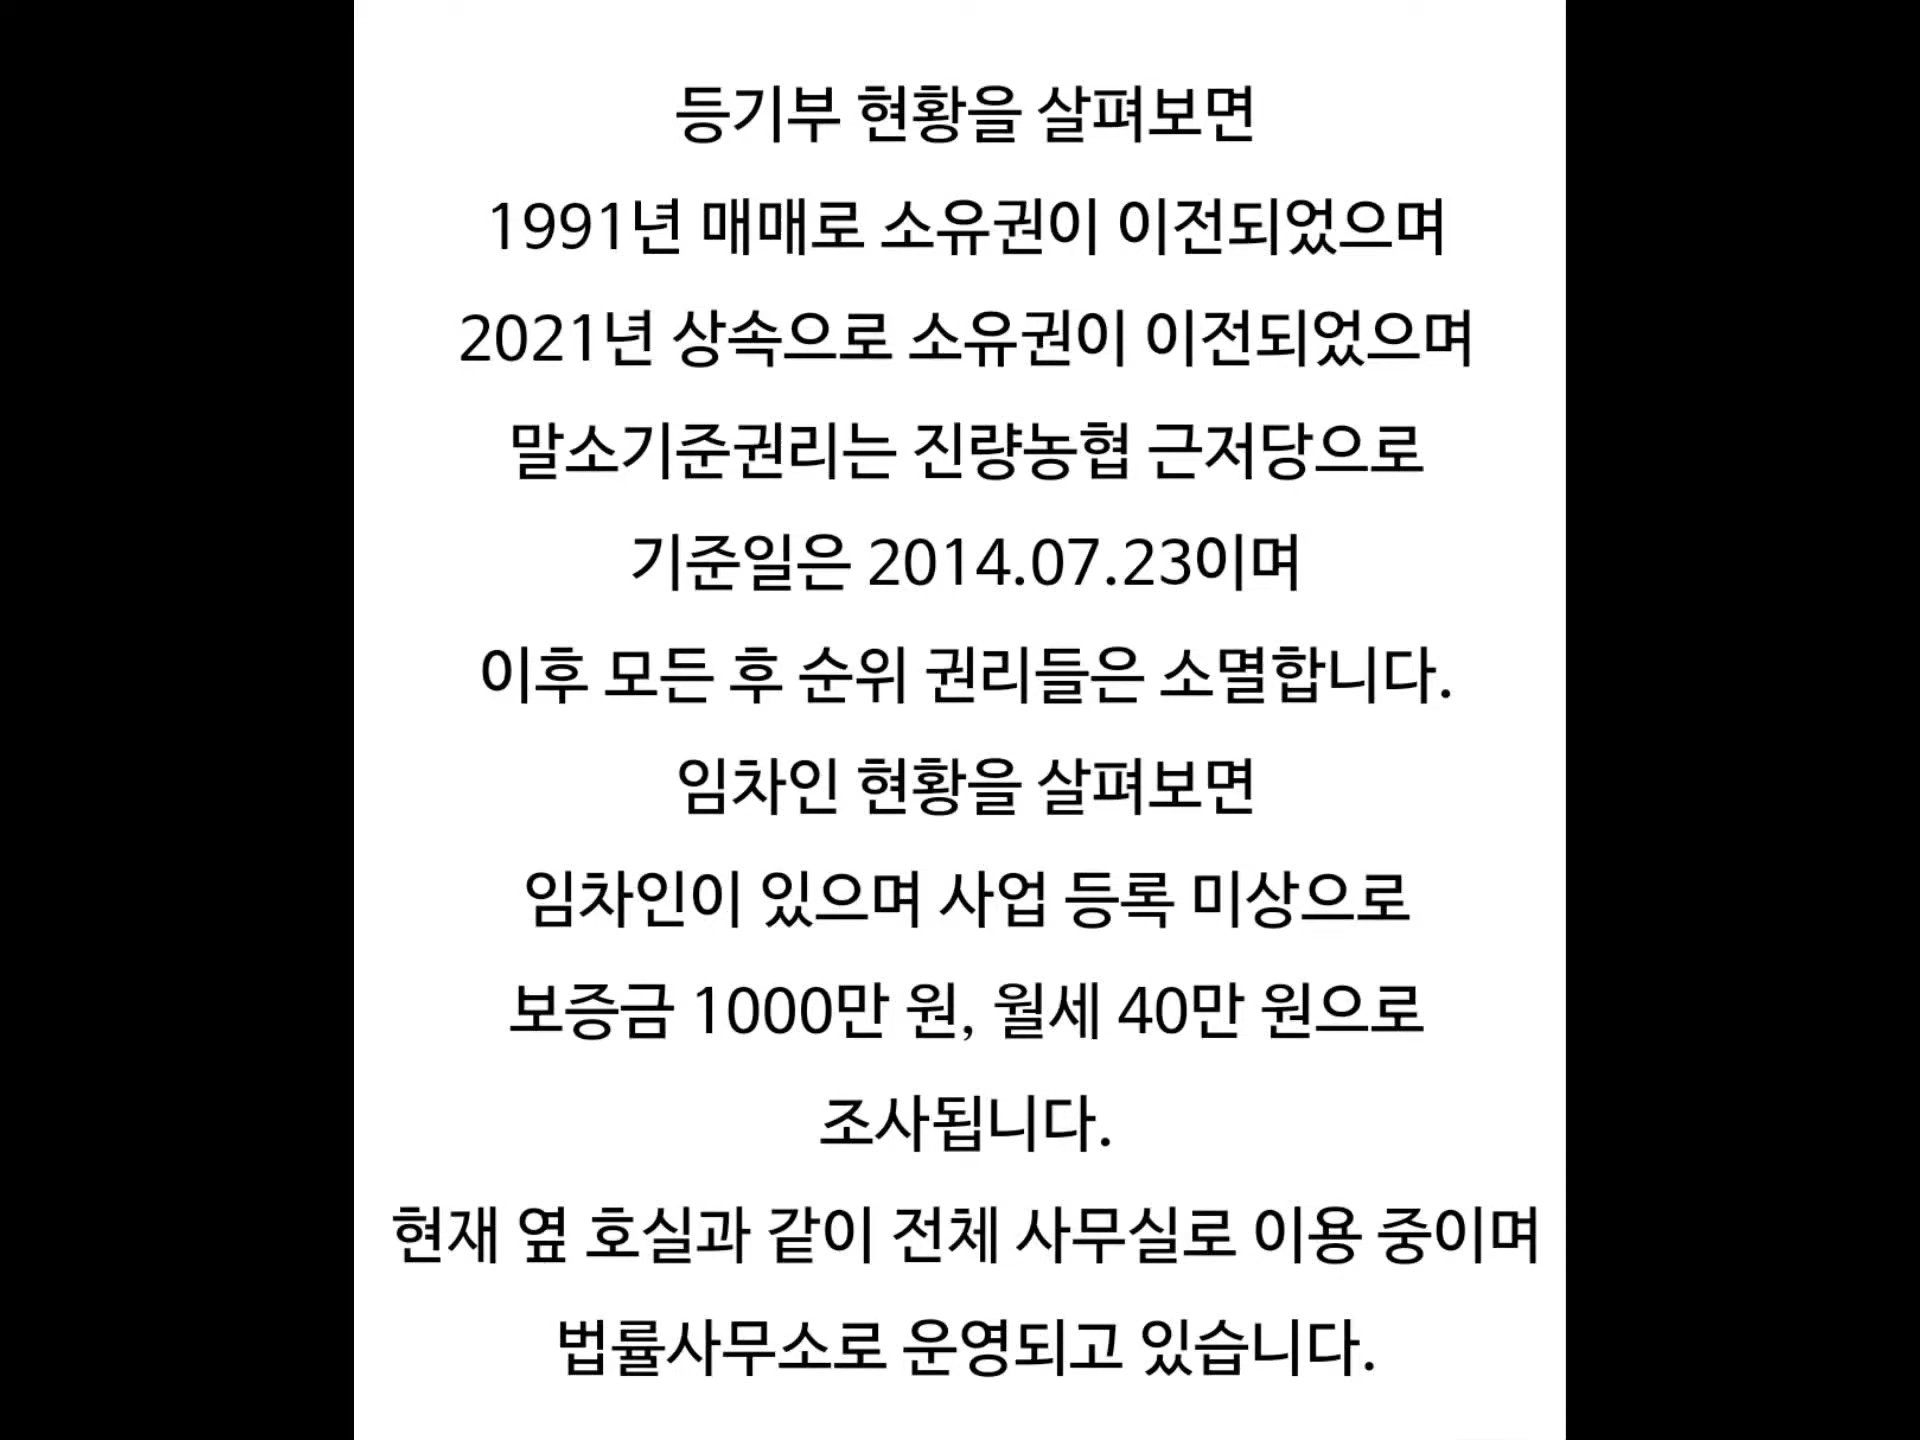 등기부 현황을 살펴보면
1991년 매매로 소유권이 이전되었으며
2021년 상속으로 소유권이 이전되었으며
말소기준권리는 진량농협 근저당으로
기준일은 2014.07.23이며
이후 모든 후 순위 권리들은 소멸합니다.
임차인 현황을 살펴보면
임차인이 있으며 사업 등록 미상으로
보증금 1000만 원, 월세 40만 원으로
조사됩니다.
현재 옆 호실과 같이 전체 사무실로 이용 중이며
법률사무소로 운영되고 있습니다.